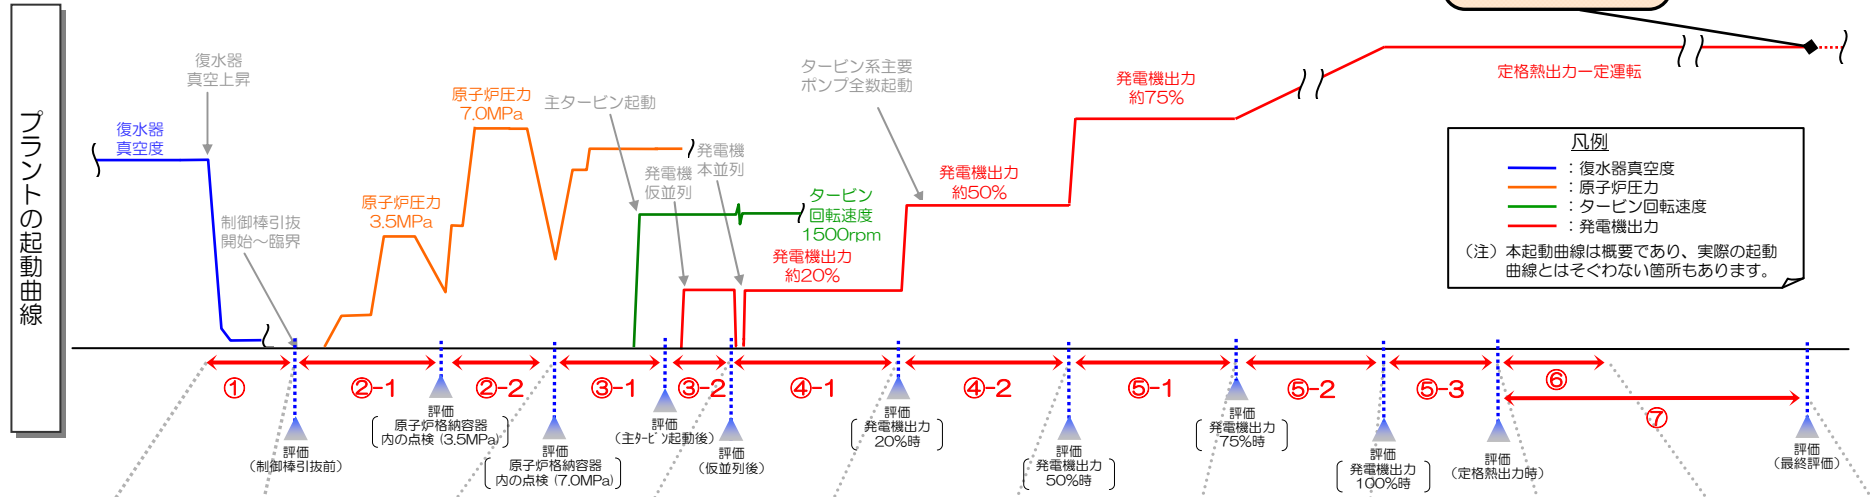 プラントの起動曲線
復水器
真空度
復水器
真空上昇
制御棒引抜
開始～臨界
原子炉圧力
3.5MPa
原子炉圧力
7.0MPa
主タービン起動
発電機
仮並列
発電機
本並列
タービン
回転速度
1500rpm
発電機出力
約20%
タービン系主要
ポンプ全数起動
発電機出力
約50%
発電機出力
約75%
定格熱出力一定運転
凡例
：復水器真空度
：原子炉圧力
：タービン回転速度
：発電機出力
（注）本起動曲線は概要であり、実際の起動
曲線とはそぐわない箇所もあります。
①
②-1
②-2
③-1
③-2
④-1
④-2
⑤-1
⑤-2
⑤-3
⑥
⑦
評価
（制御棒引抜前）
評価
原子炉格納容器
内の点検 (3.5MPa)
評価
原子炉格納容器
内の点検 (7.0MPa)
評価
（主ﾀｰﾋﾞﾝ起動後）
評価
（仮並列後）
評価
発電機出力
20%時
評価
発電機出力
50%時
評価
発電機出力
75%時
評価
発電機出力
100%時
評価
（定格熱出力時）
評価
（最終評価）